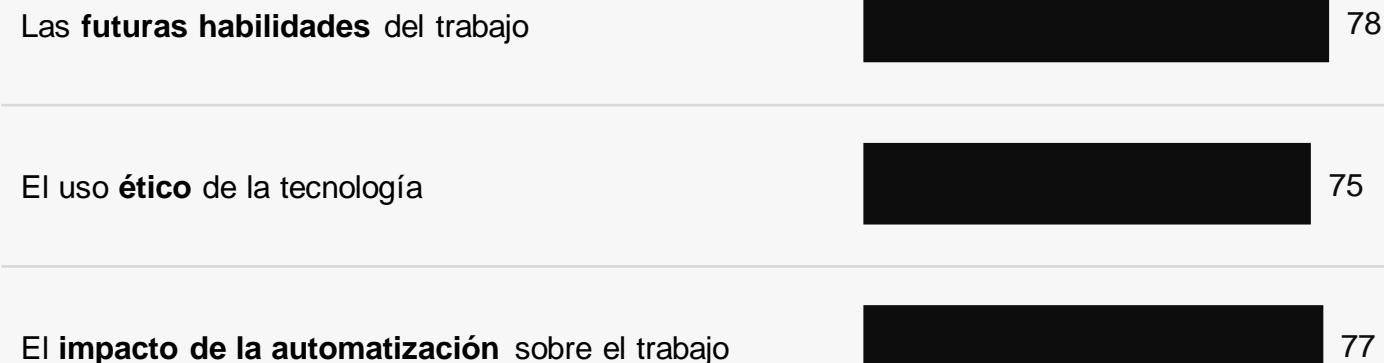 Las futuras habilidades del trabajo 78
El uso ético de la tecnología 75
El impacto de la automatización sobre el trabajo 77